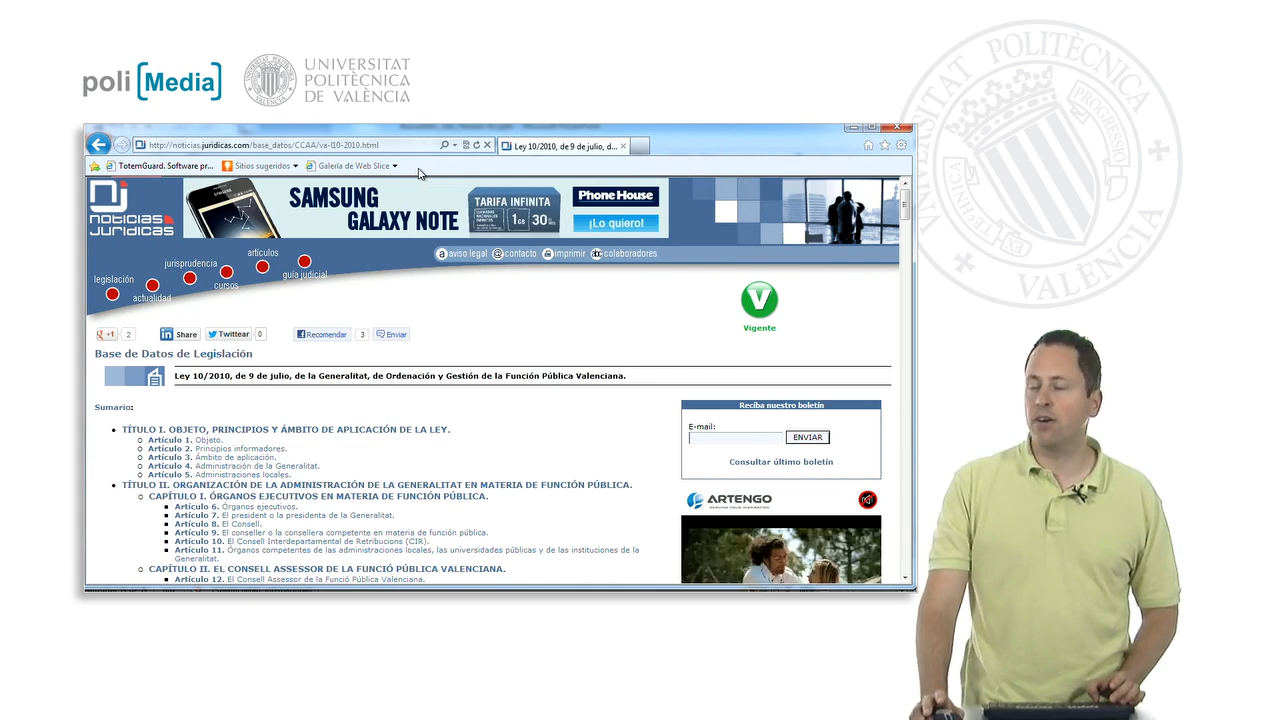 poli [Media]
UNIVERSITAT
POLITÈCNICA
DE VALÈNCIA
UNIVERSITAT POLITÈCNICA
DE VALÈNCIA
http://noticias.juridicas.com/base_datos/CCAA/va-l10-2010.html
Ley 10/2010, de 9 de julio, d...
TotemGuard. Software pr...
Sitios sugeridos
Galería de Web Slice
noticias
juridicas
SAMSUNG
GALAXY NOTE
TARIFA INFINITA
1GB
30
Phone House
¡Lo quiero!
legislación
actualidad
jurisprudencia
cursos
artículos
guía judicial
aviso legal
contacto
imprimir
abc colaboradores
V
Vigente
g +1 2
in Share
Twittear 0
Recomendar 3
Enviar
Base de Datos de Legislación
Ley 10/2010, de 9 de julio, de la Generalitat, de Ordenación y Gestión de la Función Pública Valenciana.
Sumario:
TÍTULO I. OBJETO, PRINCIPIOS Y ÁMBITO DE APLICACIÓN DE LA LEY.
Artículo 1. Objeto.
Artículo 2. Principios informadores.
Artículo 3. Ámbito de aplicación.
Artículo 4. Administración de la Generalitat.
Artículo 5. Administraciones locales.
TÍTULO II. ORGANIZACIÓN DE LA ADMINISTRACIÓN DE LA GENERALITAT EN MATERIA DE FUNCIÓN PÚBLICA.
CAPÍTULO I. ÓRGANOS EJECUTIVOS EN MATERIA DE FUNCIÓN PÚBLICA.
Artículo 6. Órganos ejecutivos.
Artículo 7. El president o la presidenta de la Generalitat.
Artículo 8. El Consell.
Artículo 9. El conseller o la consellera competente en materia de función pública.
Artículo 10. El Consell Interdepartamental de Retribucions (CIR).
Artículo 11. Órganos competentes de las administraciones locales, las universidades públicas y de las instituciones de la
Generalitat.
CAPÍTULO II. EL CONSELL ASSESOR DE LA FUNCIÓ PÚBLICA VALENCIANA.
Artículo 12. El Consell Assesor de la Funció Pública Valenciana.
Reciba nuestro boletín
E-mail:
ENVIAR
Consultar último boletín
ARTENGO